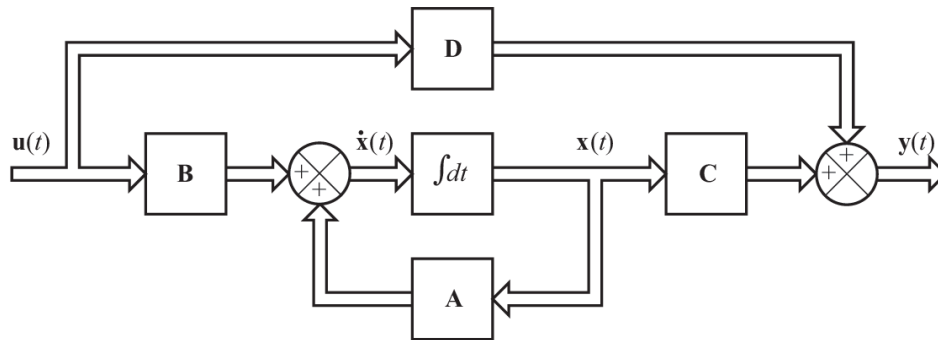 D
u(t)
B
+
+
ẋ(t)
∫dt
x(t)
C
+
+
y(t)
A